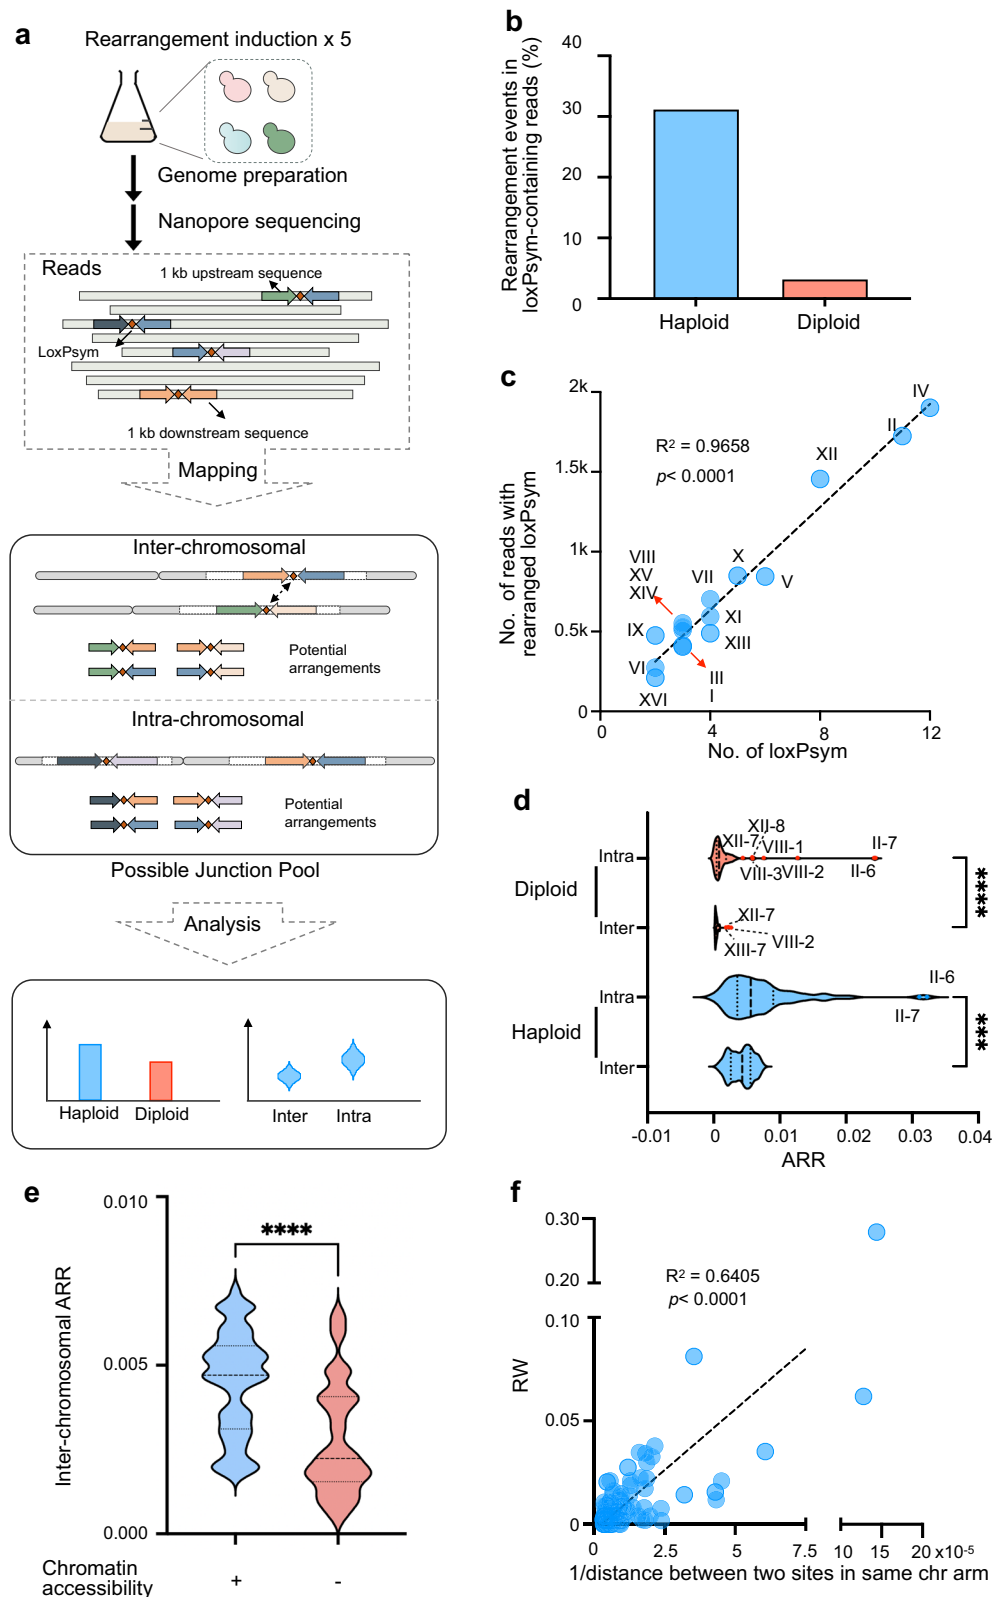 a
Rearrangement induction x 5
Genome preparation
Nanopore sequencing
Reads
1 kb upstream sequence
LoxPsym
1 kb downstream sequence
Mapping
Inter-chromosomal
Potential
arrangements
Intra-chromosomal
Potential
arrangements
Possible Junction Pool
Analysis
Haploid
Diploid
Inter
Intra
b
Rearrangement events in
loxPsym-containing reads (%)
40
30
20
10
0
Haploid
Diploid
c
No. of reads with
rearranged loxPsym
2k
1.5k
1k
0.5k
0
R² = 0.9658
p< 0.0001
IV
II
XII
X
V
VIII
XV
XIV
VII
XI
XIII
IX
VI
XVI
III
I
0
4
8
12
No. of loxPsym
d
Diploid
Intra
Inter
Haploid
Intra
Inter
XII-8
XII-7
VIII-1
II-7
VIII-3
VIII-2
II-6
XII-7
VIII-2
XIII-7
II-6
II-7
****
***
-0.01
0
0.01
0.02
0.03
0.04
ARR
e
Inter-chromosomal ARR
0.010
0.005
0.000
****
Chromatin
accessibility
+
-
f
RW
0.30
0.20
0.10
0.05
0
R² = 0.6405
p< 0.0001
0
2.5
5
7.5
10
15
20
x10⁻⁵
1/distance between two sites in same chr arm